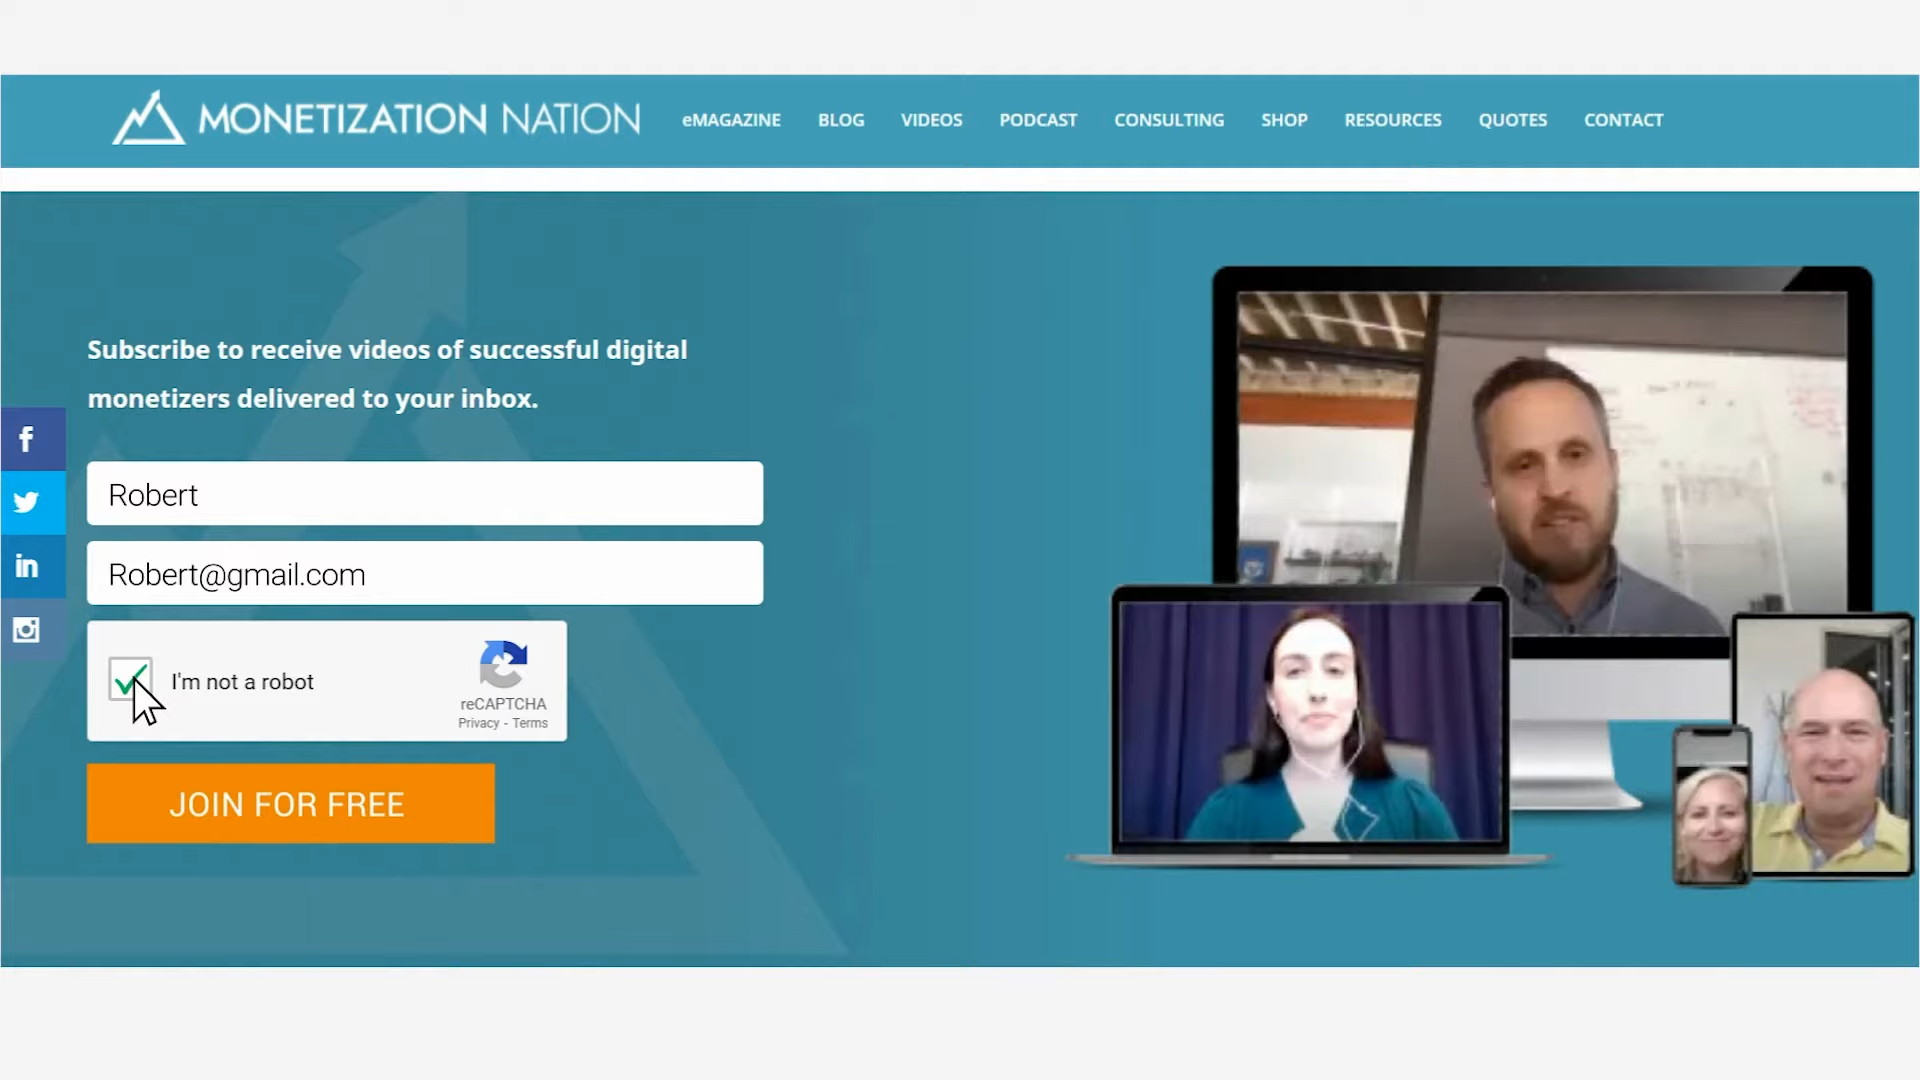 MONETIZATION NATION
eMAGAZINE BLOG VIDEOS PODCAST CONSULTING SHOP RESOURCES QUOTES CONTACT
Subscribe to receive videos of successful digital
monetizers delivered to your inbox.
Robert
Robert@gmail.com
I'm not a robot
reCAPTCHA
Privacy - Terms
JOIN FOR FREE